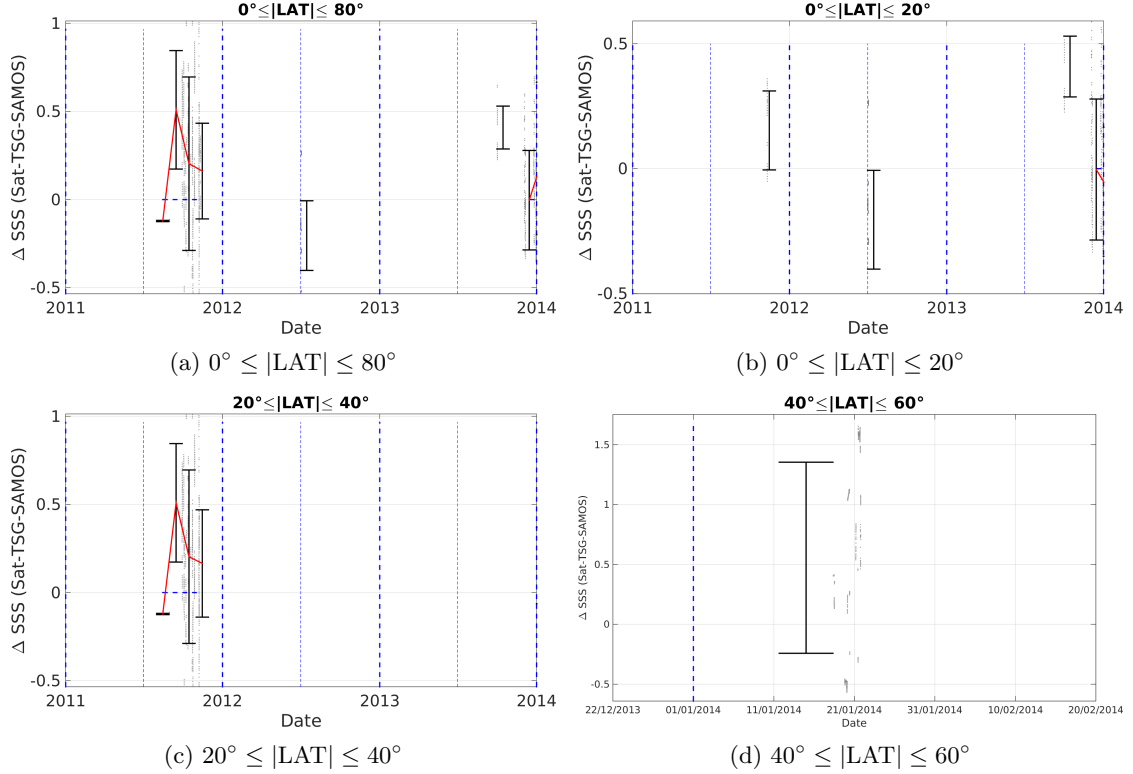 0°≤|LAT|≤ 80°
Δ SSS (Sat-TSG-SAMOS)
1
0.5
0
-0.5
2011 2012 2013 2014
Date
(a) 0° ≤ |LAT| ≤ 80°
0°≤|LAT|≤ 20°
Δ SSS (Sat-TSG-SAMOS)
0.5
0
-0.5
2011 2012 2013 2014
Date
(b) 0° ≤ |LAT| ≤ 20°
20°≤|LAT|≤ 40°
Δ SSS (Sat-TSG-SAMOS)
1
0.5
0
-0.5
2011 2012 2013 2014
Date
(c) 20° ≤ |LAT| ≤ 40°
40°≤|LAT|≤ 60°
Δ SSS (Sat-TSG-SAMOS)
1.5
1
0.5
0
-0.5
22/12/2013 01/01/2014 11/01/2014 21/01/2014 31/01/2014 10/02/2014 20/02/2014
Date
(d) 40° ≤ |LAT| ≤ 60°